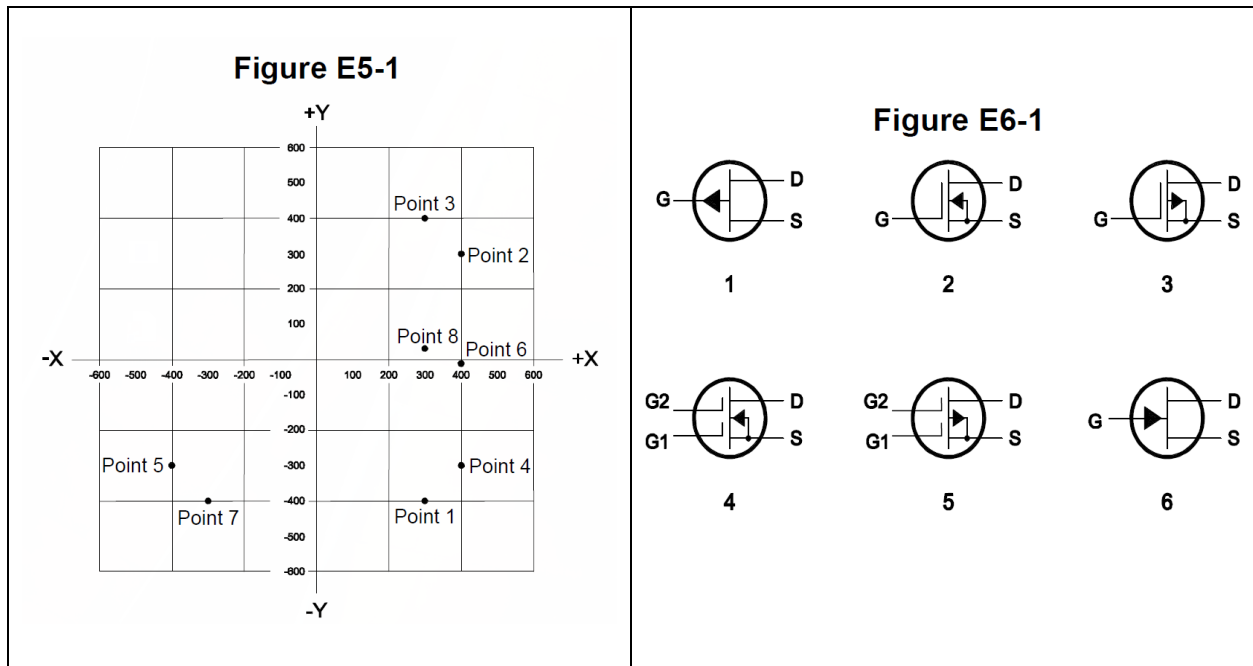 Figure E5-1
+Y
600
500
Point 3
400
300
Point 2
200
100
Point 8
Point 6
-X
+X
-600 -400 -300 -200 -100 100 200 300 400 500 600
-100
-200
Point 5
-300
Point 4
-400
Point 7
Point 1
-500
-600
-Y
Figure E6-1
G D S
1
G D S
2
G D S
3
G2 G1 D S
4
G2 G1 D S
5
G D S
6